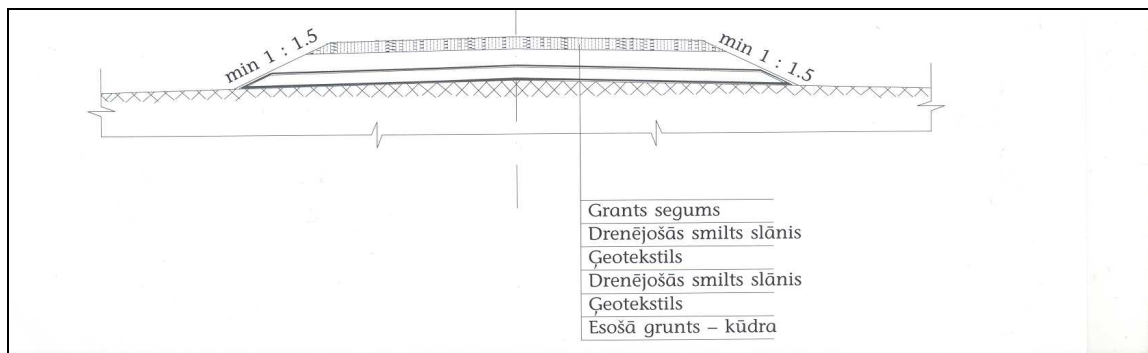 min 1 : 1.5
min 1 : 1.5
Grants segums
Drenējošās smilts slānis
Ģeotekstils
Drenējošās smilts slānis
Ģeotekstils
Esošā grunts – kūdra